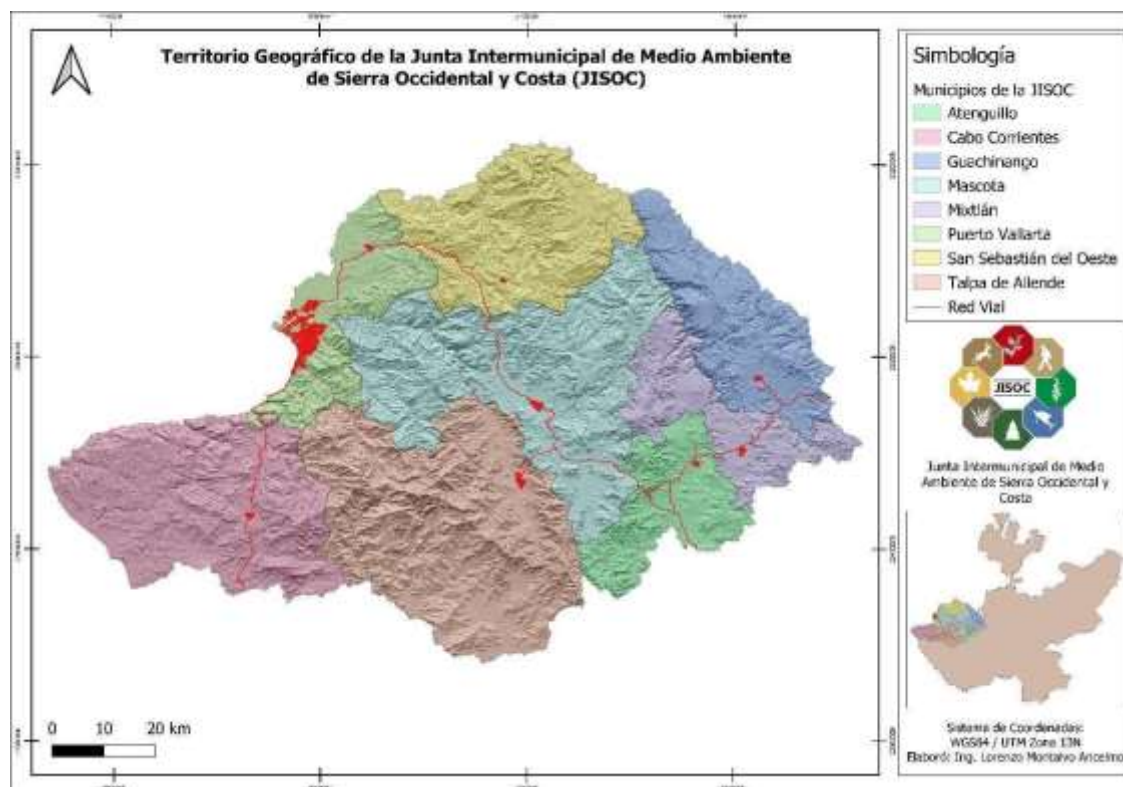 Territorio Geográfico de la Junta Intermunicipal de Medio Ambiente
de Sierra Occidental y Costa (JISOC)
0 10 20 km
Simbología
Municipios de la JISOC
Atenguillo
Cabo Corrientes
Guachinango
Mascota
Mixtlán
Puerto Vallarta
San Sebastián del Oeste
Talpa de Allende
Red Vial
JISOC
Junta Intermunicipal de Medio
Ambiente de Sierra Occidental y
Costa
Sistema de Coordenadas:
WGS84 / UTM Zona 13N
Elaboró: Ing. Lorenzo Montalvo Ancelmo